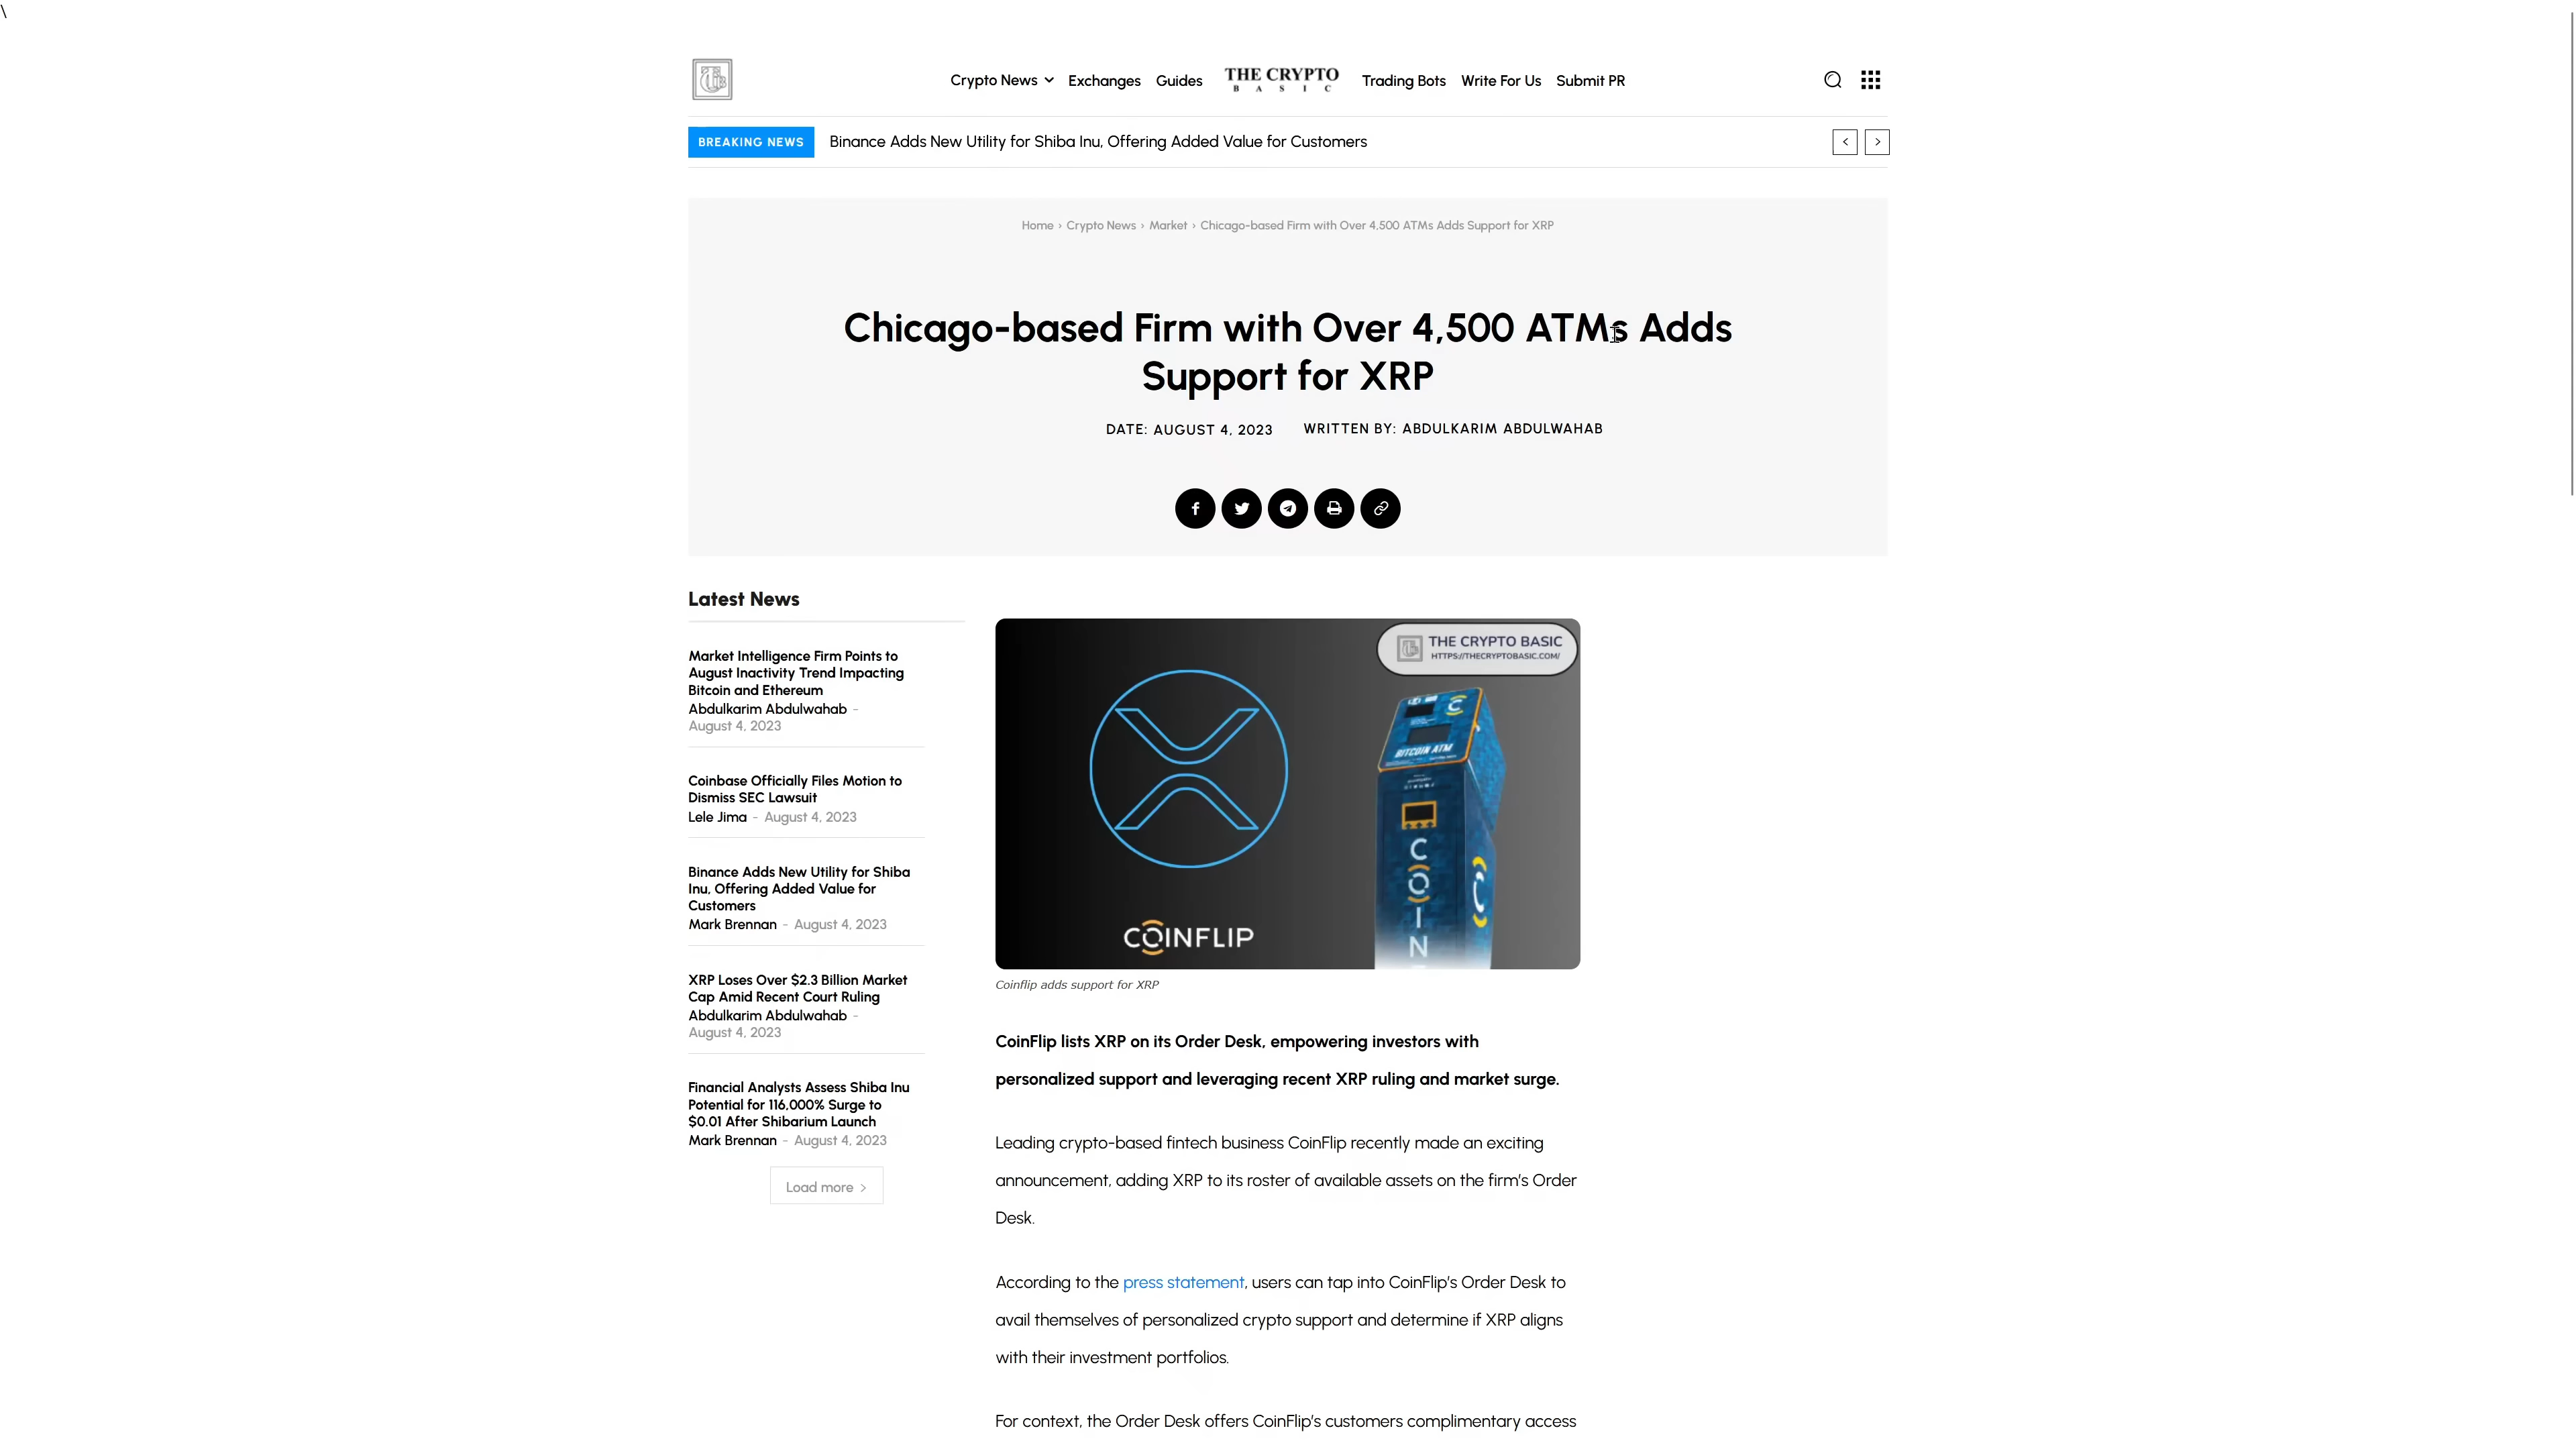 \
Crypto News Exchanges Guides THE CRYPTO BASIC Trading Bots Write For Us Submit PR
BREAKING NEWS Binance Adds New Utility for Shiba Inu, Offering Added Value for Customers
Home › Crypto News › Market › Chicago-based Firm with Over 4,500 ATMs Adds Support for XRP
Chicago-based Firm with Over 4,500 ATMs Adds
Support for XRP
DATE: AUGUST 4, 2023 WRITTEN BY: ABDULKARIM ABDULWAHAB
Latest News
Market Intelligence Firm Points to
August Inactivity Trend Impacting
Bitcoin and Ethereum
Abdulkarim Abdulwahab -
August 4, 2023
Coinbase Officially Files Motion to
Dismiss SEC Lawsuit
Lele Jima - August 4, 2023
Binance Adds New Utility for Shiba
Inu, Offering Added Value for
Customers
Mark Brennan - August 4, 2023
XRP Loses Over $2.3 Billion Market
Cap Amid Recent Court Ruling
Abdulkarim Abdulwahab -
August 4, 2023
Financial Analysts Assess Shiba Inu
Potential for 116,000% Surge to
$0.01 After Shibarium Launch
Mark Brennan - August 4, 2023
Load more >
THE CRYPTO BASIC
HTTPS://THECRYPTOBASIC.COM/
BITCOIN ATM
COIN
COINFLIP
Coinflip adds support for XRP
CoinFlip lists XRP on its Order Desk, empowering investors with
personalized support and leveraging recent XRP ruling and market surge.
Leading crypto-based fintech business CoinFlip recently made an exciting
announcement, adding XRP to its roster of available assets on the firm's Order
Desk.
According to the press statement, users can tap into CoinFlip's Order Desk to
avail themselves of personalized crypto support and determine if XRP aligns
with their investment portfolios.
For context, the Order Desk offers CoinFlip's customers complimentary access